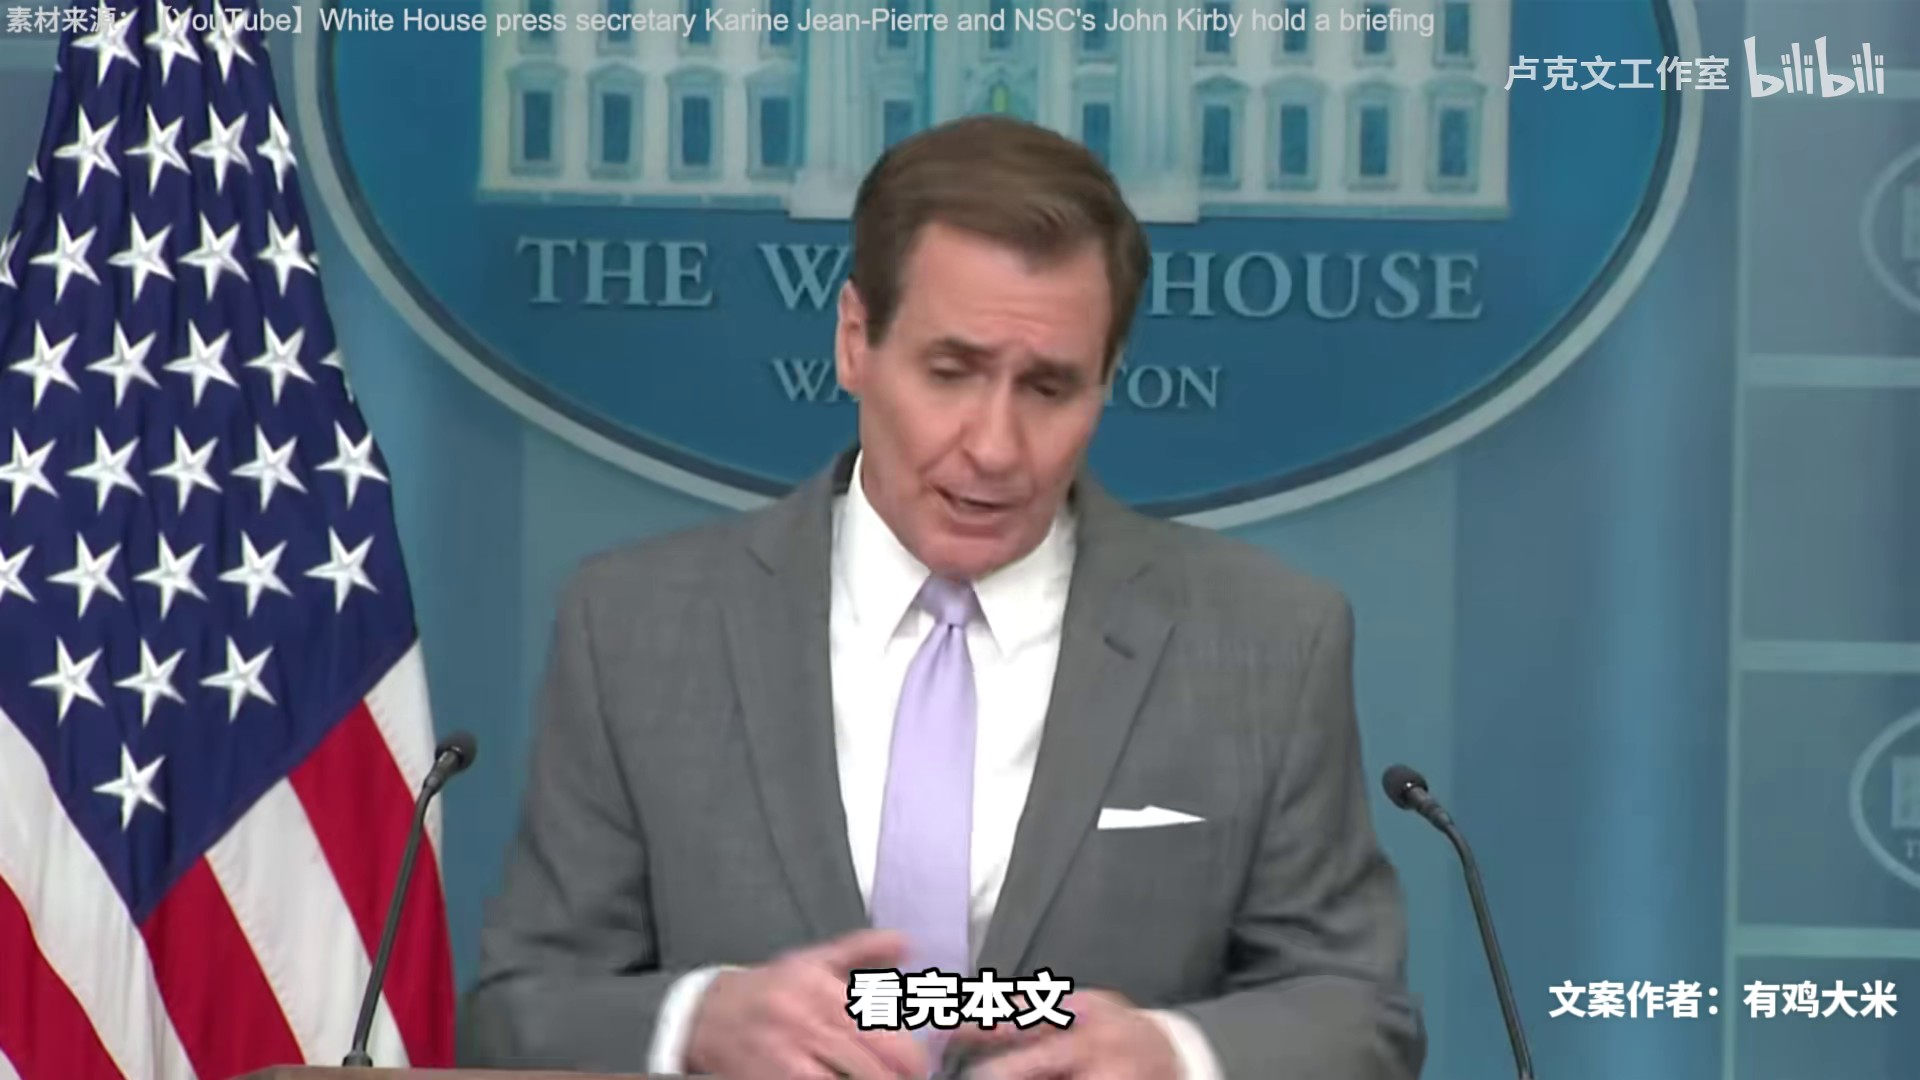 素材来源：【YouTube】White House press secretary Karine Jean-Pierre and NSC's John Kirby hold a briefing
卢克文工作室 bilibili
THE W HOUSE
WA TON
看完本文
文案作者：有鸡大米